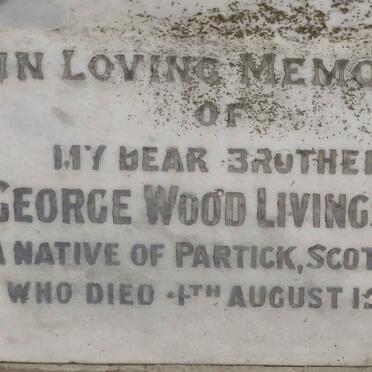 IN LOVING MEMO
OF
MY DEAR BROTHE
GEORGE WOOD LIVING
A NATIVE OF PARTICK, SCOT
WHO DIED 4TH AUGUST 1